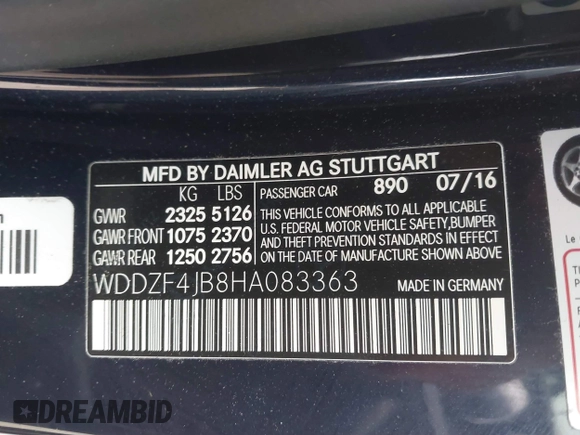 MFD BY DAIMLER AG STUTTGART
KG LBS PASSENGER CAR 890 07/16
GVWR 2325 5126
GAWR FRONT 1075 2370
GAWR REAR 1250 2756
THIS VEHICLE CONFORMS TO ALL APPLICABLE
U.S. FEDERAL MOTOR VEHICLE SAFETY,BUMPER
AND THEFT PREVENTION STANDARDS IN EFFECT
ON THE DATE OF MANUFACTURE SHOWN ABOVE.
WDDZF4JB8HA083363 MADE IN GERMANY
Le
DREAMBID